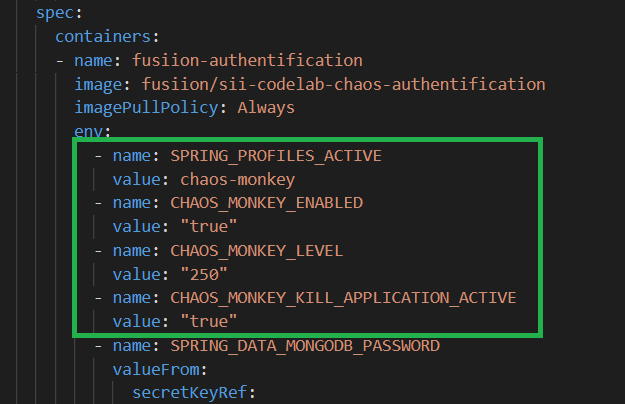 spec:
containers:
- name: fusiion-authentification
image: fusiion/sii-codelab-chaos-authentification
imagePullPolicy: Always
env:
- name: SPRING_PROFILES_ACTIVE
value: chaos-monkey
- name: CHAOS_MONKEY_ENABLED
value: "true"
- name: CHAOS_MONKEY_LEVEL
value: "250"
- name: CHAOS_MONKEY_KILL_APPLICATION_ACTIVE
value: "true"
- name: SPRING_DATA_MONGODB_PASSWORD
valueFrom:
secretKeyRef: